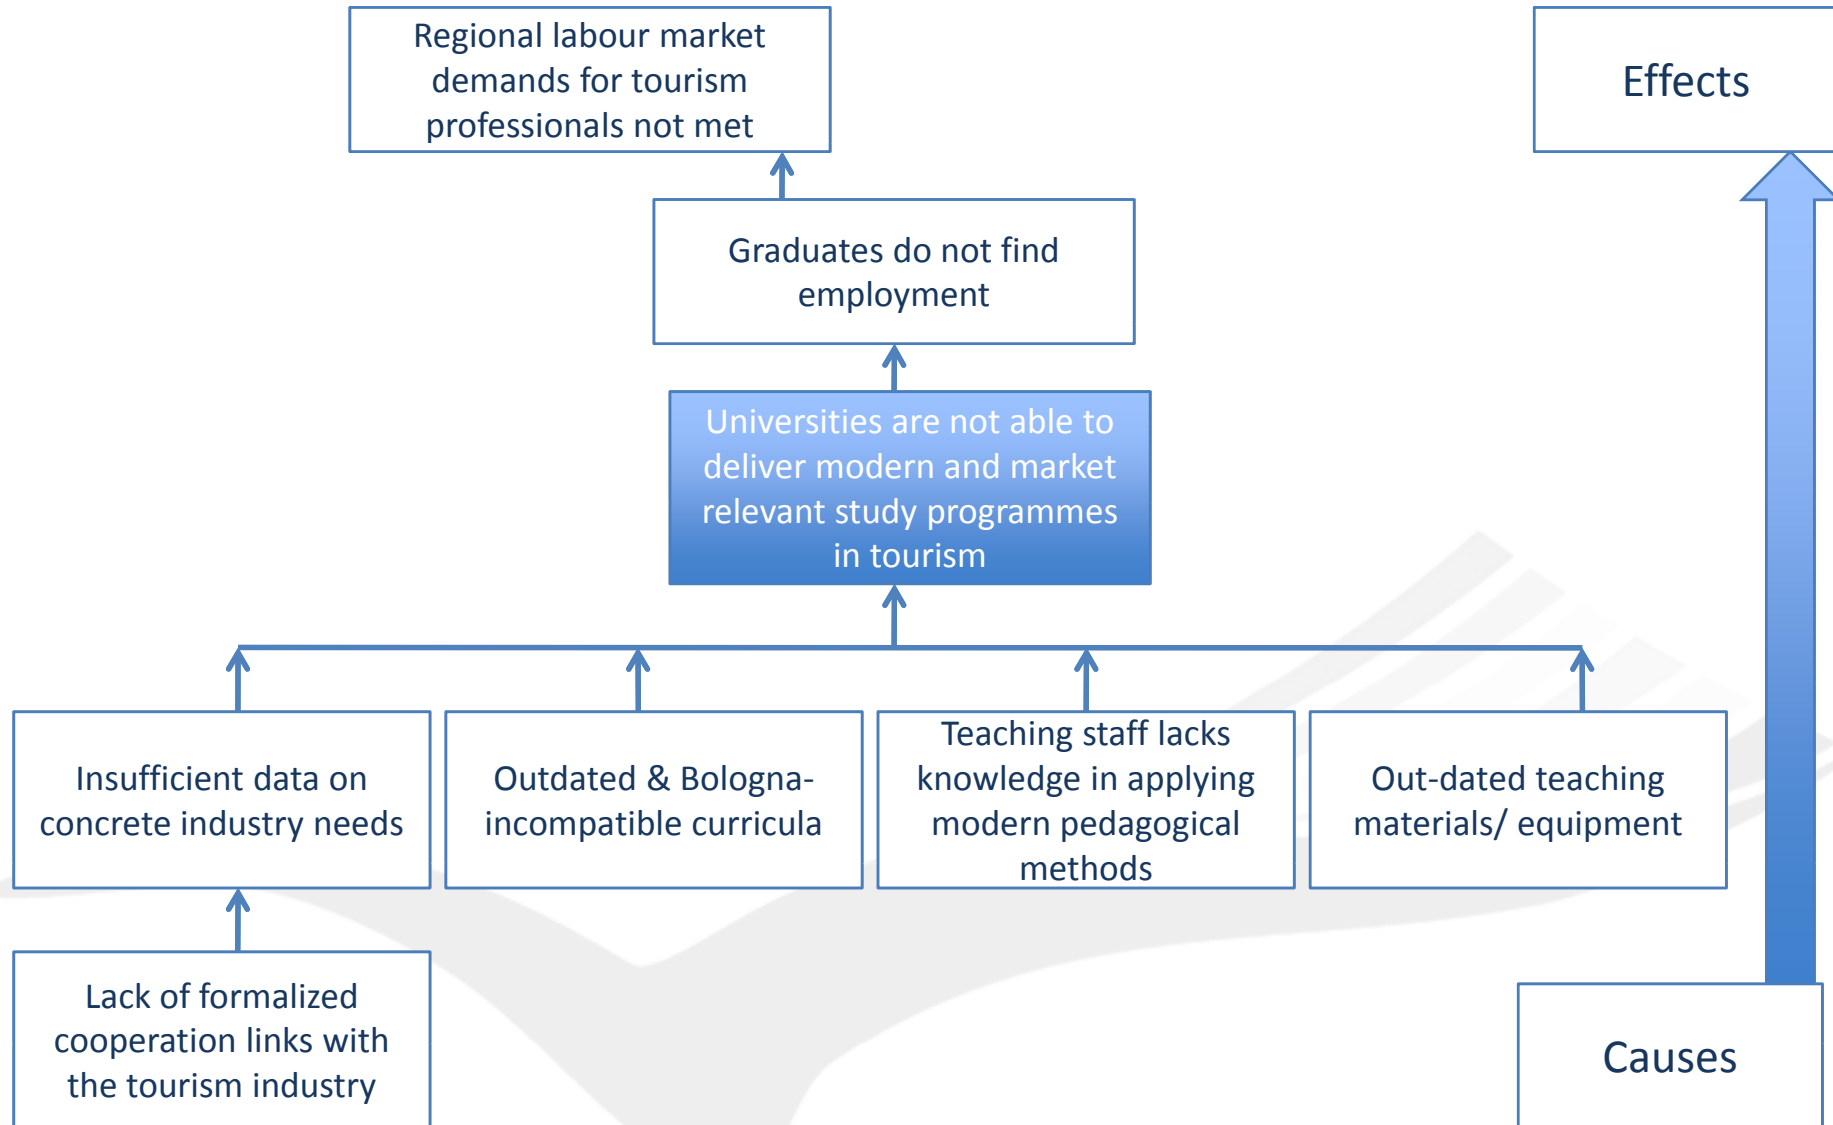 Regional labour market
demands for tourism
professionals not met
Effects
Graduates do not find
employment
Universities are not able to
deliver modern and market
relevant study programmes
in tourism
Insufficient data on
concrete industry needs
Outdated & Bologna-
incompatible curricula
Teaching staff lacks
knowledge in applying
modern pedagogical
methods
Out-dated teaching
materials/ equipment
Lack of formalized
cooperation links with
the tourism industry
Causes